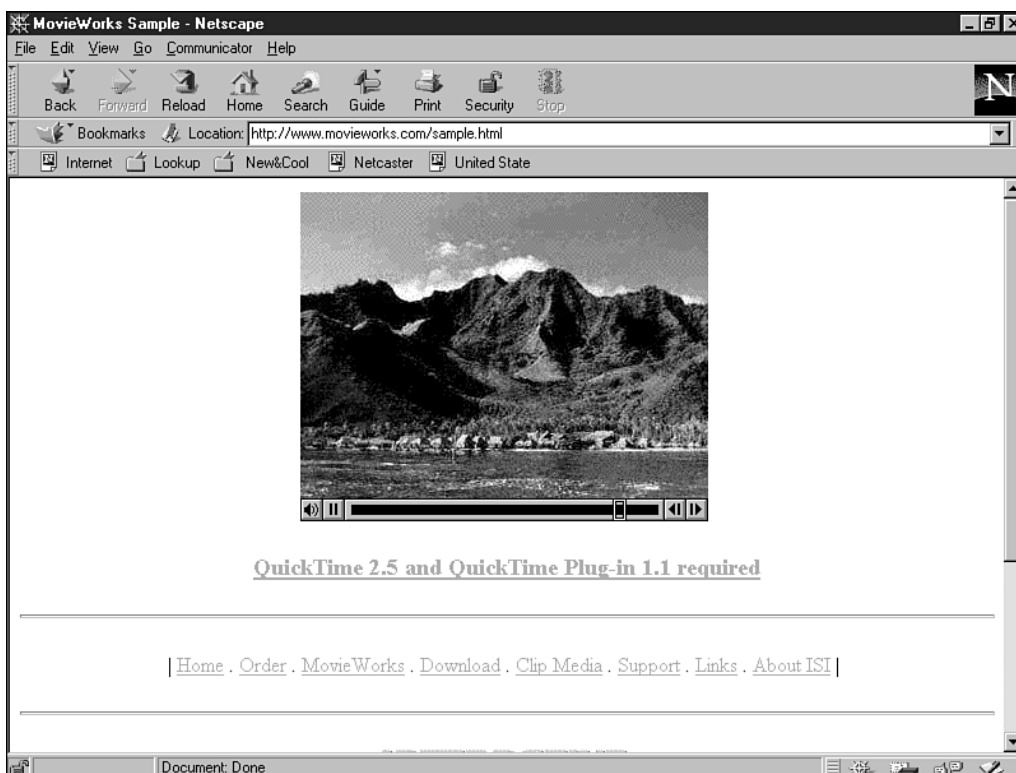 MovieWorks Sample - Netscape
File Edit View Go Communicator Help
Back Forward Reload Home Search Guide Print Security Stop
N
Bookmarks Location: http://www.movieworks.com/sample.html
Internet Lookup New&Cool Netcaster United State
QuickTime 2.5 and QuickTime Plug-in 1.1 required
| Home . Order . MovieWorks . Download . Clip Media . Support . Links . About ISI |
Document: Done